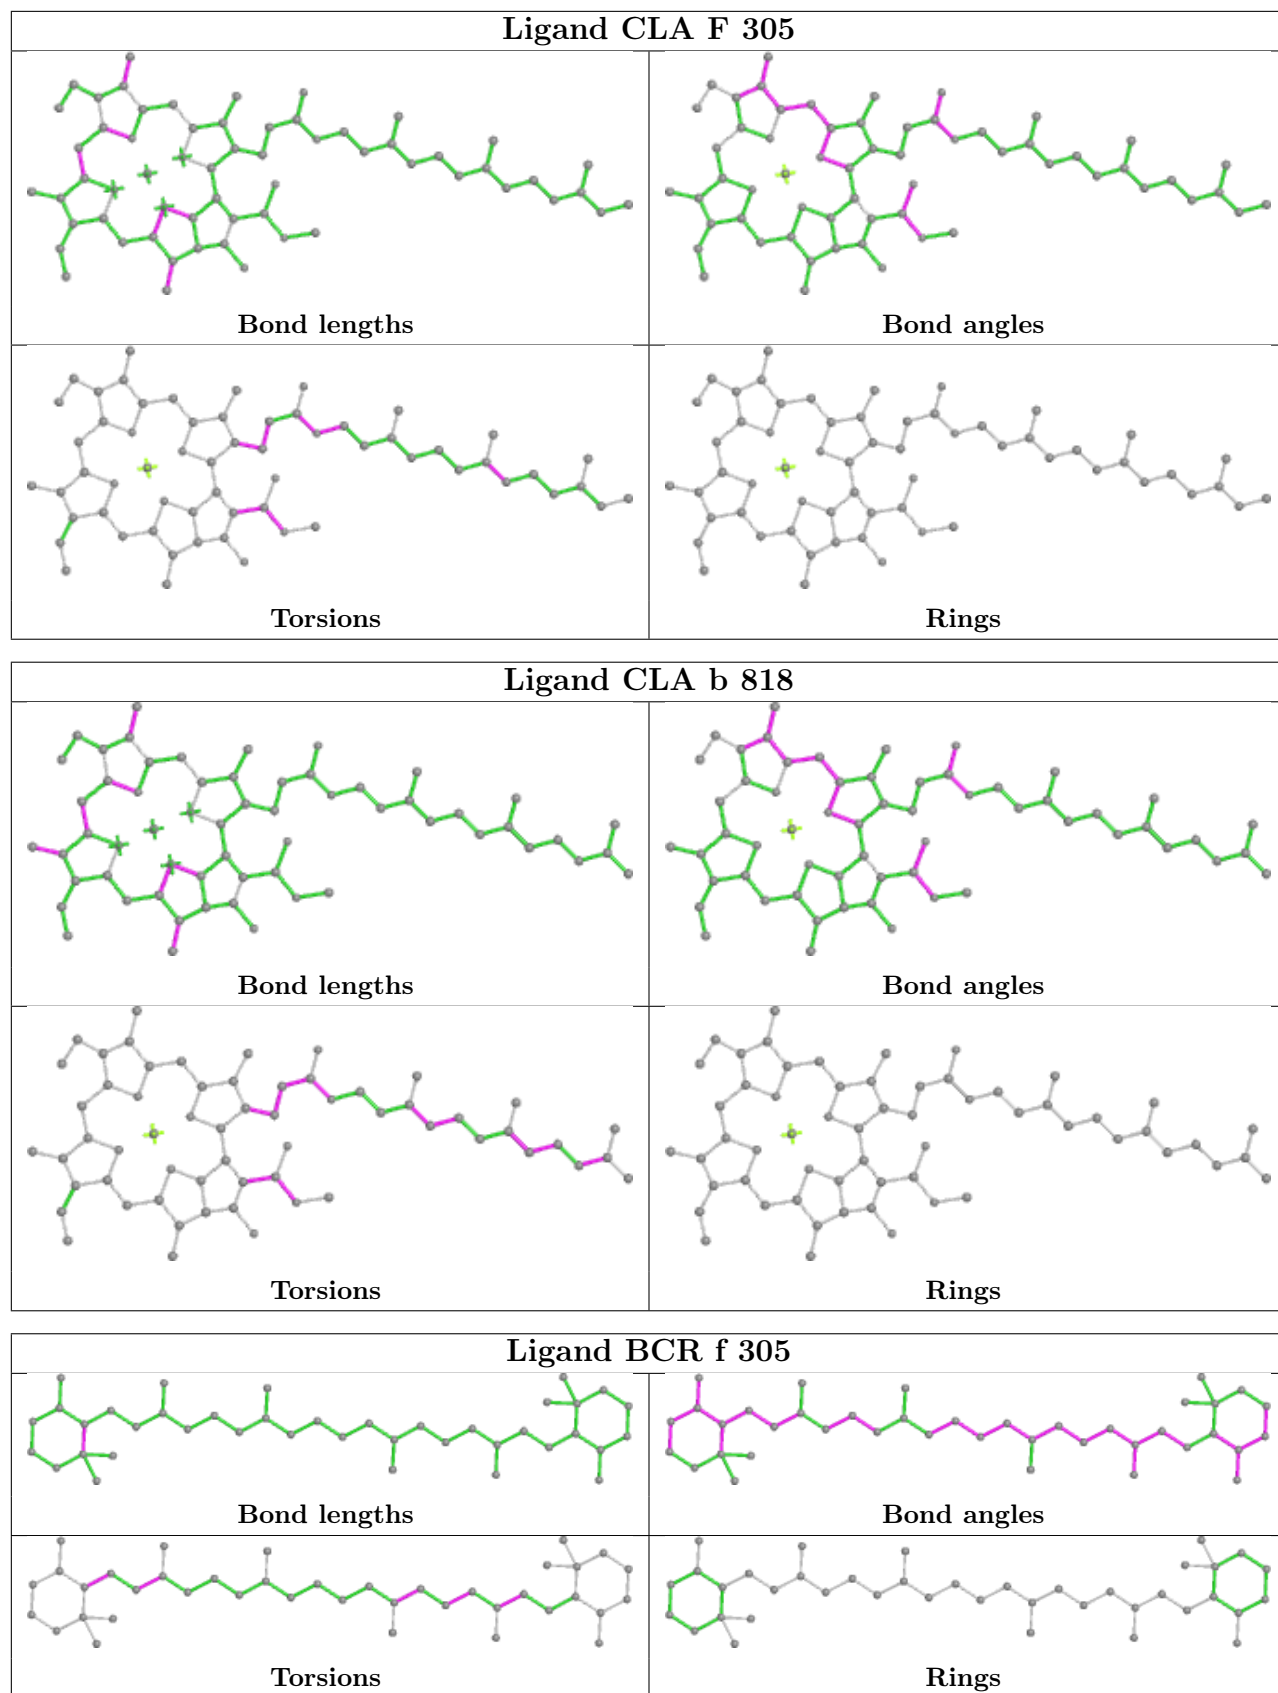 Ligand CLA F 305
Bond lengths
Bond angles
Torsions
Rings
Ligand CLA b 818
Bond lengths
Bond angles
Torsions
Rings
Ligand BCR f 305
Bond lengths
Bond angles
Torsions
Rings